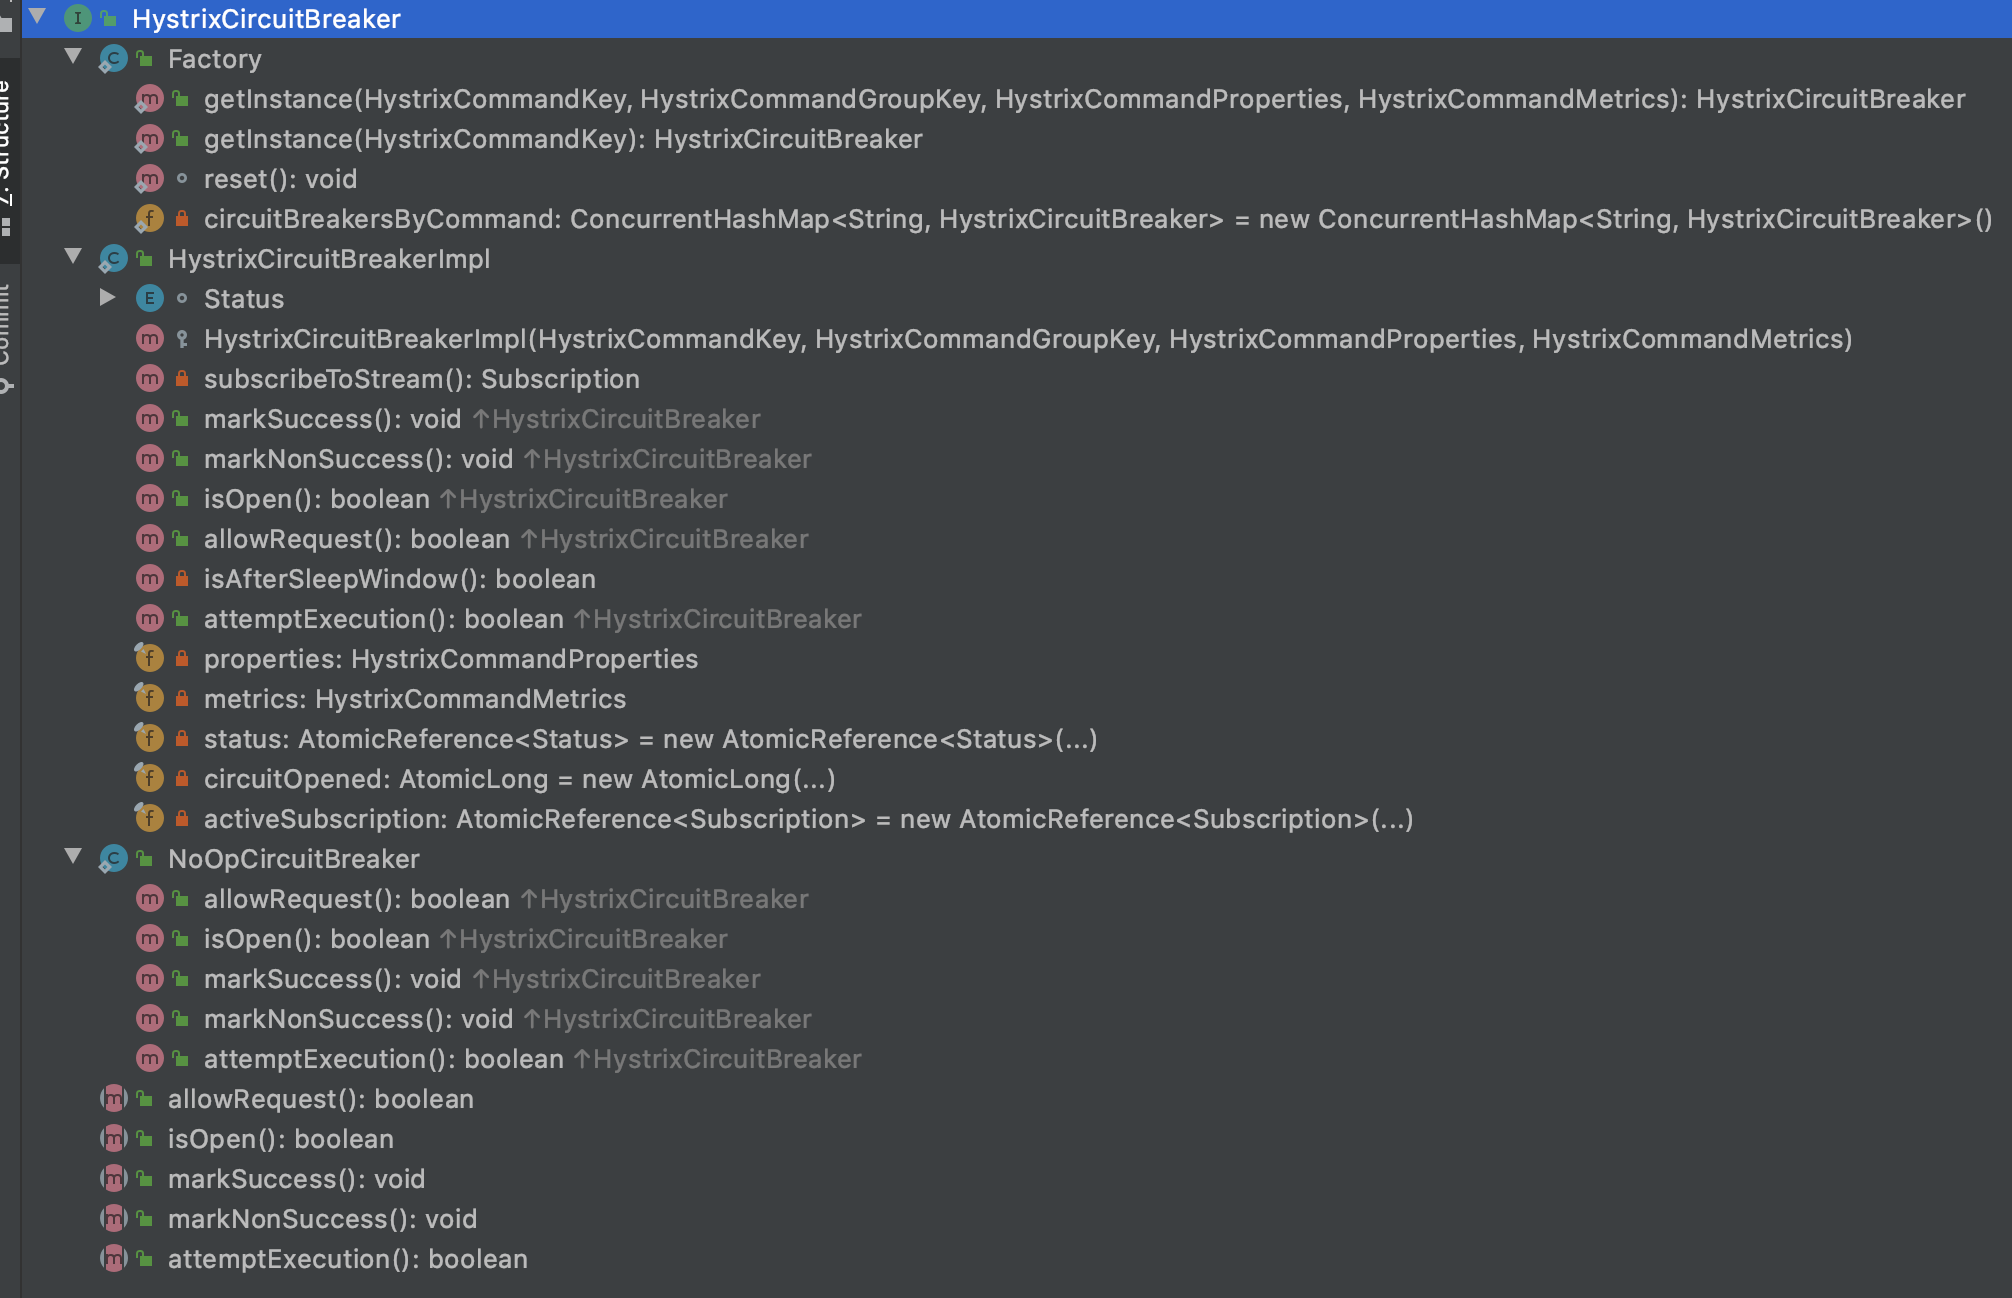 HystrixCircuitBreaker
Factory
getInstance(HystrixCommandKey, HystrixCommandGroupKey, HystrixCommandProperties, HystrixCommandMetrics): HystrixCircuitBreaker
getInstance(HystrixCommandKey): HystrixCircuitBreaker
reset(): void
circuitBreakersByCommand: ConcurrentHashMap<String, HystrixCircuitBreaker> = new ConcurrentHashMap<String, HystrixCircuitBreaker>()
HystrixCircuitBreakerImpl
Status
HystrixCircuitBreakerImpl(HystrixCommandKey, HystrixCommandGroupKey, HystrixCommandProperties, HystrixCommandMetrics)
subscribeToStream(): Subscription
markSuccess(): void ↑HystrixCircuitBreaker
markNonSuccess(): void ↑HystrixCircuitBreaker
isOpen(): boolean ↑HystrixCircuitBreaker
allowRequest(): boolean ↑HystrixCircuitBreaker
isAfterSleepWindow(): boolean
attemptExecution(): boolean ↑HystrixCircuitBreaker
properties: HystrixCommandProperties
metrics: HystrixCommandMetrics
status: AtomicReference<Status> = new AtomicReference<Status>(...)
circuitOpened: AtomicLong = new AtomicLong(...)
activeSubscription: AtomicReference<Subscription> = new AtomicReference<Subscription>(...)
NoOpCircuitBreaker
allowRequest(): boolean ↑HystrixCircuitBreaker
isOpen(): boolean ↑HystrixCircuitBreaker
markSuccess(): void ↑HystrixCircuitBreaker
markNonSuccess(): void ↑HystrixCircuitBreaker
attemptExecution(): boolean ↑HystrixCircuitBreaker
allowRequest(): boolean
isOpen(): boolean
markSuccess(): void
markNonSuccess(): void
attemptExecution(): boolean
Z: Structure
Commit